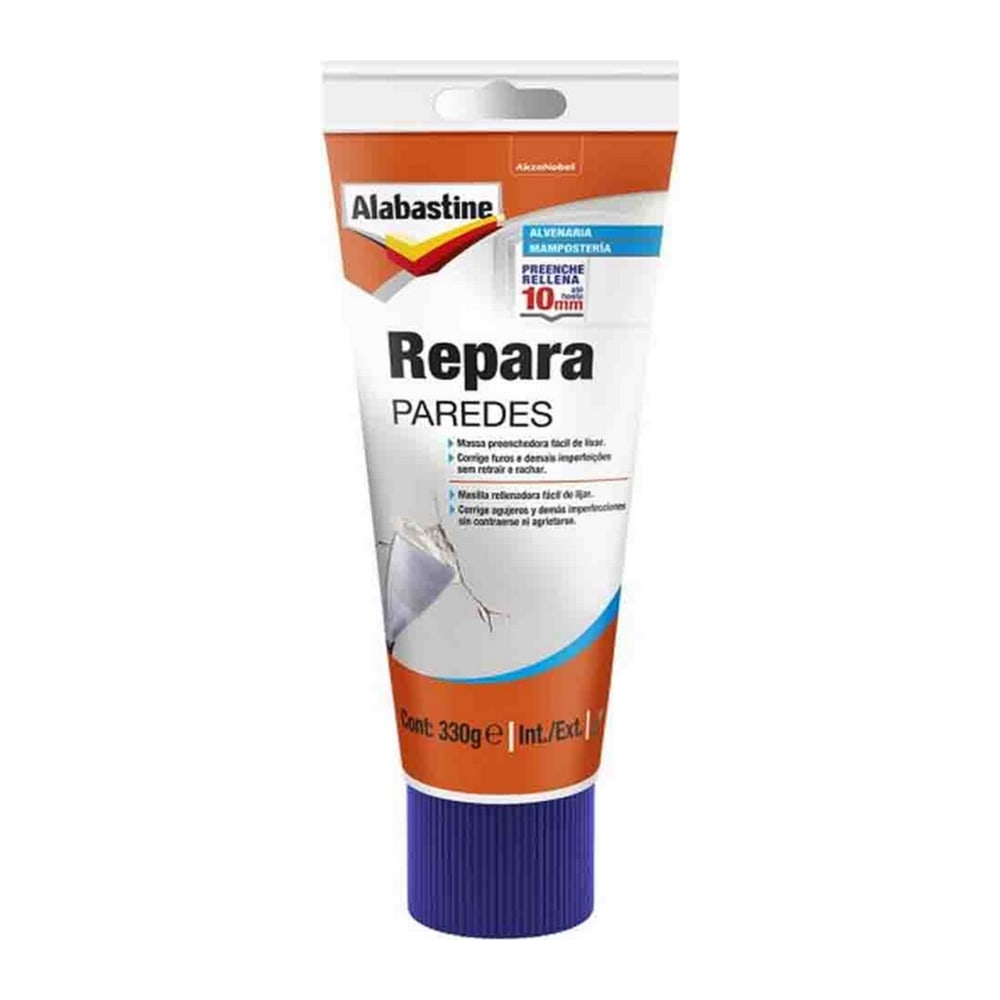 AkzoNobel
Alabastine
ALVENARIA
MAMPOSTERÍA
PREENCHE
RELLENA
até
hasta
10mm
Repara
PAREDES
Massa preenchedora fácil de lixar.
Corrige furos e demais imperfeições
sem retrair e rachar.
Masilla rellenadora fácil de lijar.
Corrige agujeros y demás imperfecciones
sin contraerse ni agrietarse.
Cont: 330g℮ | Int./Ext. |